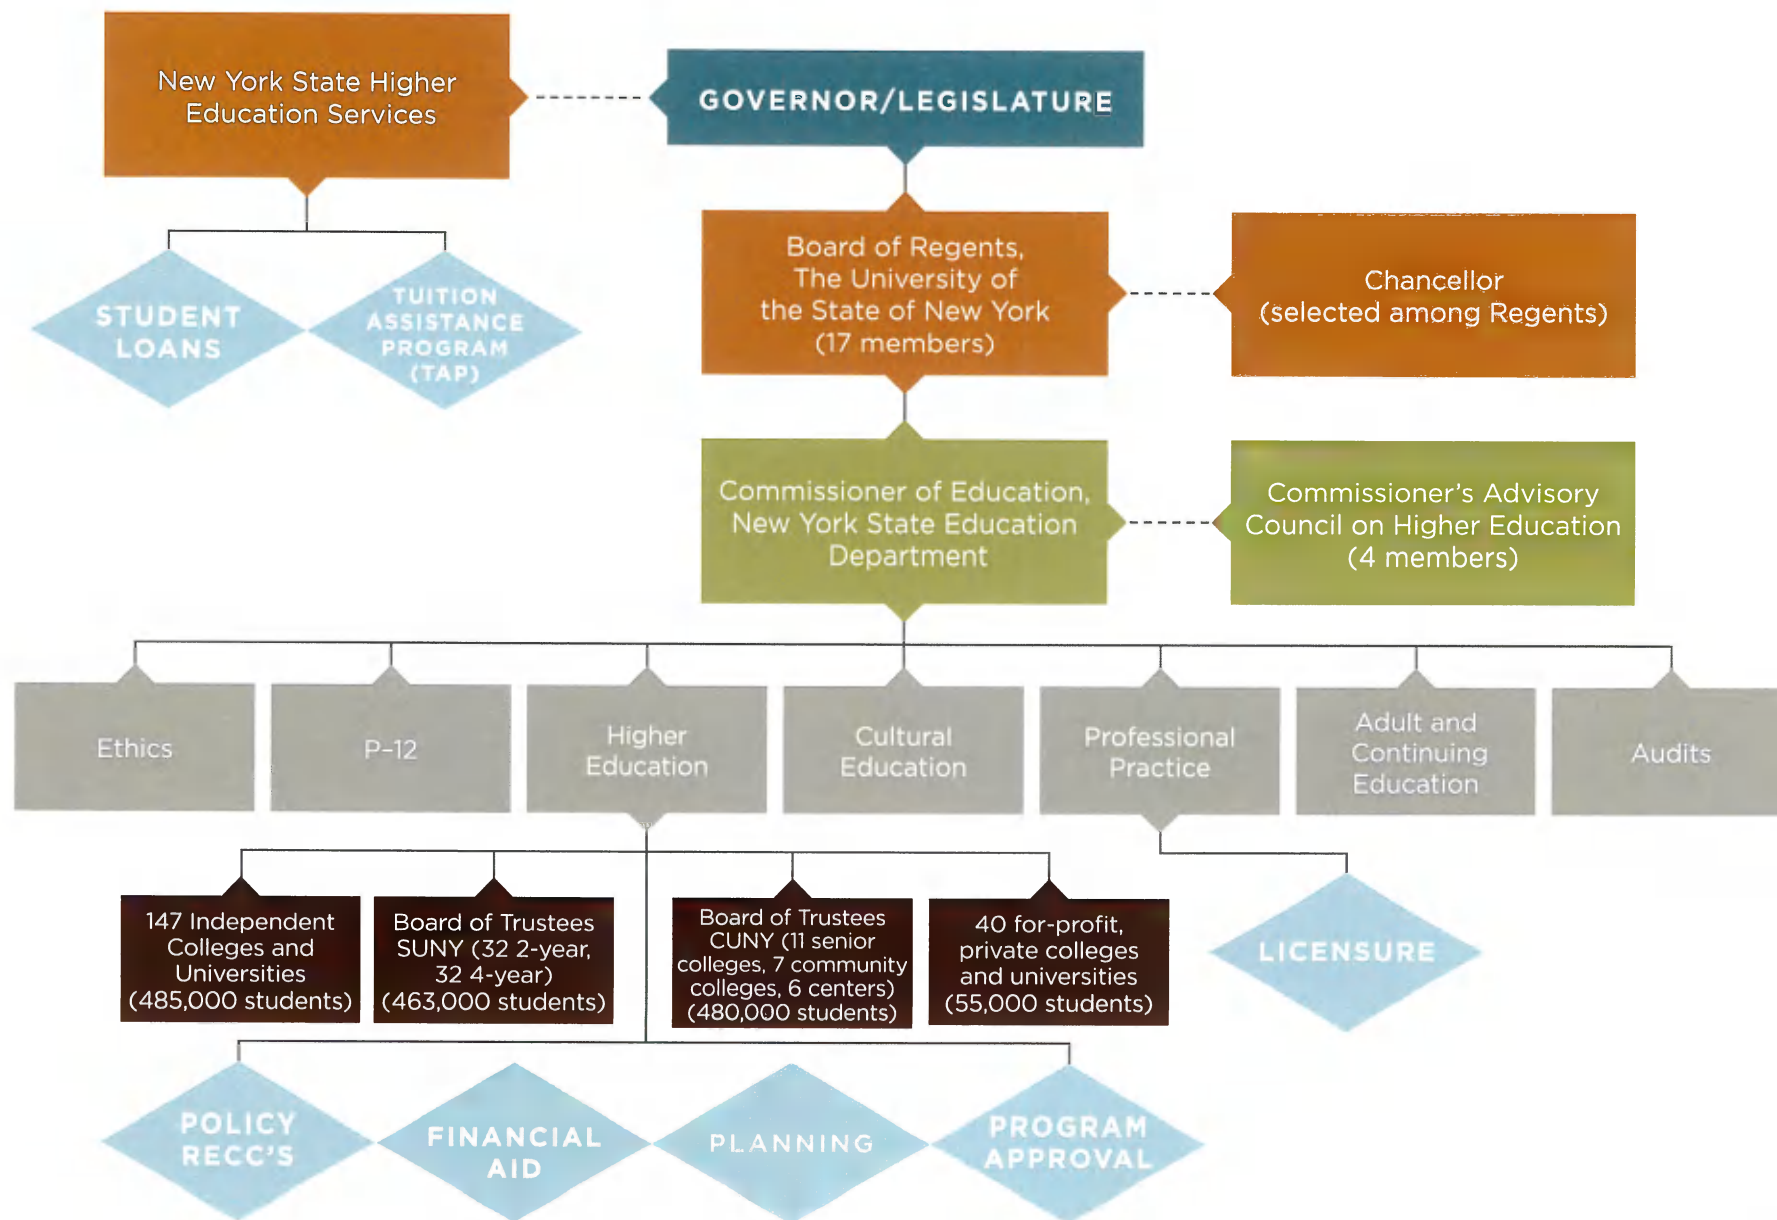 New York State Higher
Education Services
GOVERNOR/LEGISLATURE
STUDENT
LOANS
TUITION
ASSISTANCE
PROGRAM
(TAP)
Board of Regents,
The University of
the State of New York
(17 members)
Chancellor
(selected among Regents)
Commissioner of Education,
New York State Education
Department
Commissioner’s Advisory
Council on Higher Education
(4 members)
Ethics
P–12
Higher
Education
Cultural
Education
Professional
Practice
Adult and
Continuing
Education
Audits
147 Independent
Colleges and
Universities
(485,000 students)
Board of Trustees
SUNY (32 2-year,
32 4-year)
(463,000 students)
Board of Trustees
CUNY (11 senior
colleges, 7 community
colleges, 6 centers)
(480,000 students)
40 for-profit,
private colleges
and universities
(55,000 students)
LICENSURE
POLICY
RECC’S
FINANCIAL
AID
PLANNING
PROGRAM
APPROVAL